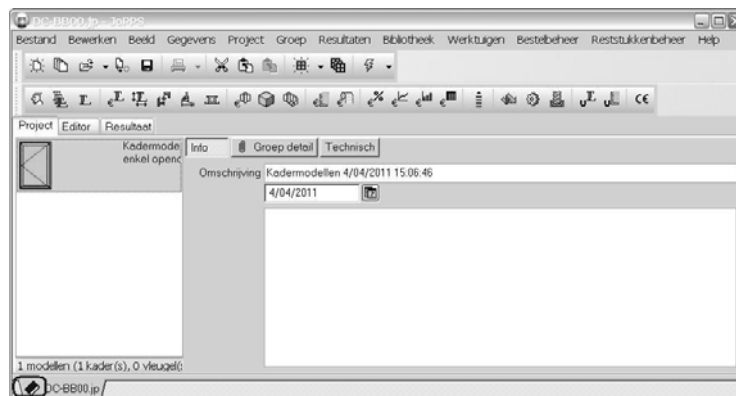 DC-BB00.jp - JoPPS
Bestand Bewerken Beeld Gegevens Project Groep Resultaten Bibliotheek Werktuigen Bestelbeheer Reststukkenbeheer Help
Project Editor Resultaat
Kadermode
enkel openc
Info Groep detail Technisch
Omschrijving Kadermodellen 4/04/2011 15:06:46
4/04/2011
1 modellen (1 kader(s), 0 vleugel(s
DC-BB00.jp